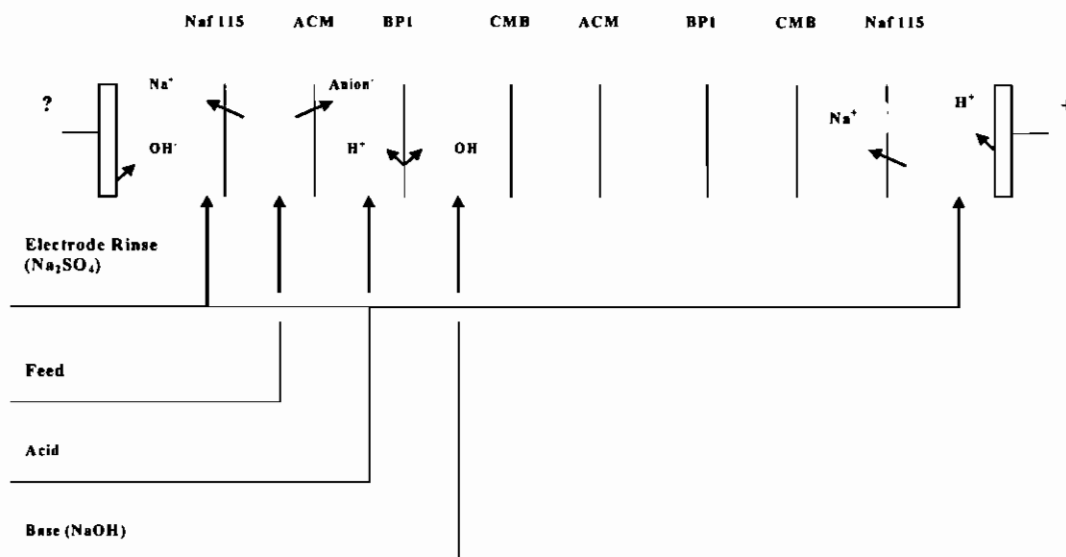 Naf 115 ACM BP1 CMB ACM BP1 CMB Naf 115
? Na⁺ Anion⁻ Na⁺ H⁺ +
OH⁻ H⁺ OH
Electrode Rinse
(Na₂SO₄)
Feed
Acid
Base (NaOH)